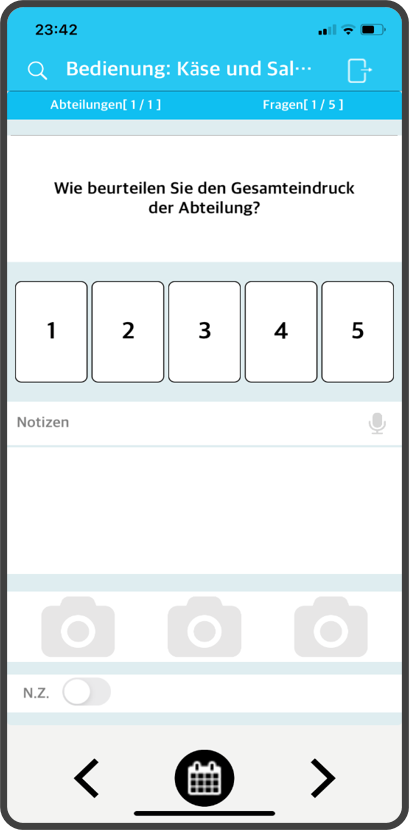 23:42
Bedienung: Käse und Sal···
Abteilungen[ 1 / 1 ] Fragen[ 1 / 5 ]
Wie beurteilen Sie den Gesamteindruck
der Abteilung?
1 2 3 4 5
Notizen
N.Z.